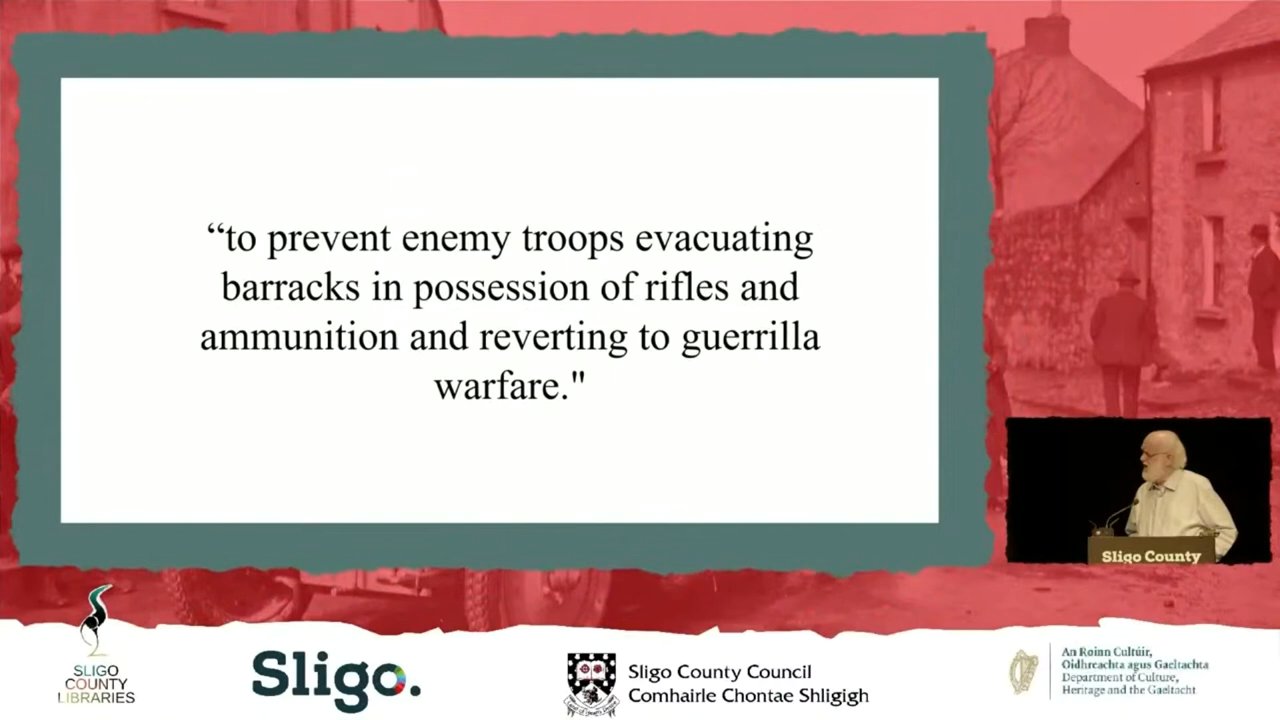 “to prevent enemy troops evacuating
barracks in possession of rifles and
ammunition and reverting to guerrilla
warfare."
Sligo County
SLIGO
COUNTY
LIBRARIES
Sligo.
Sligo County Council
Comhairle Chontae Shligigh
An Roinn Cultúir,
Oidhreachta agus Gaeltachta
Department of Culture,
Heritage and the Gaeltacht